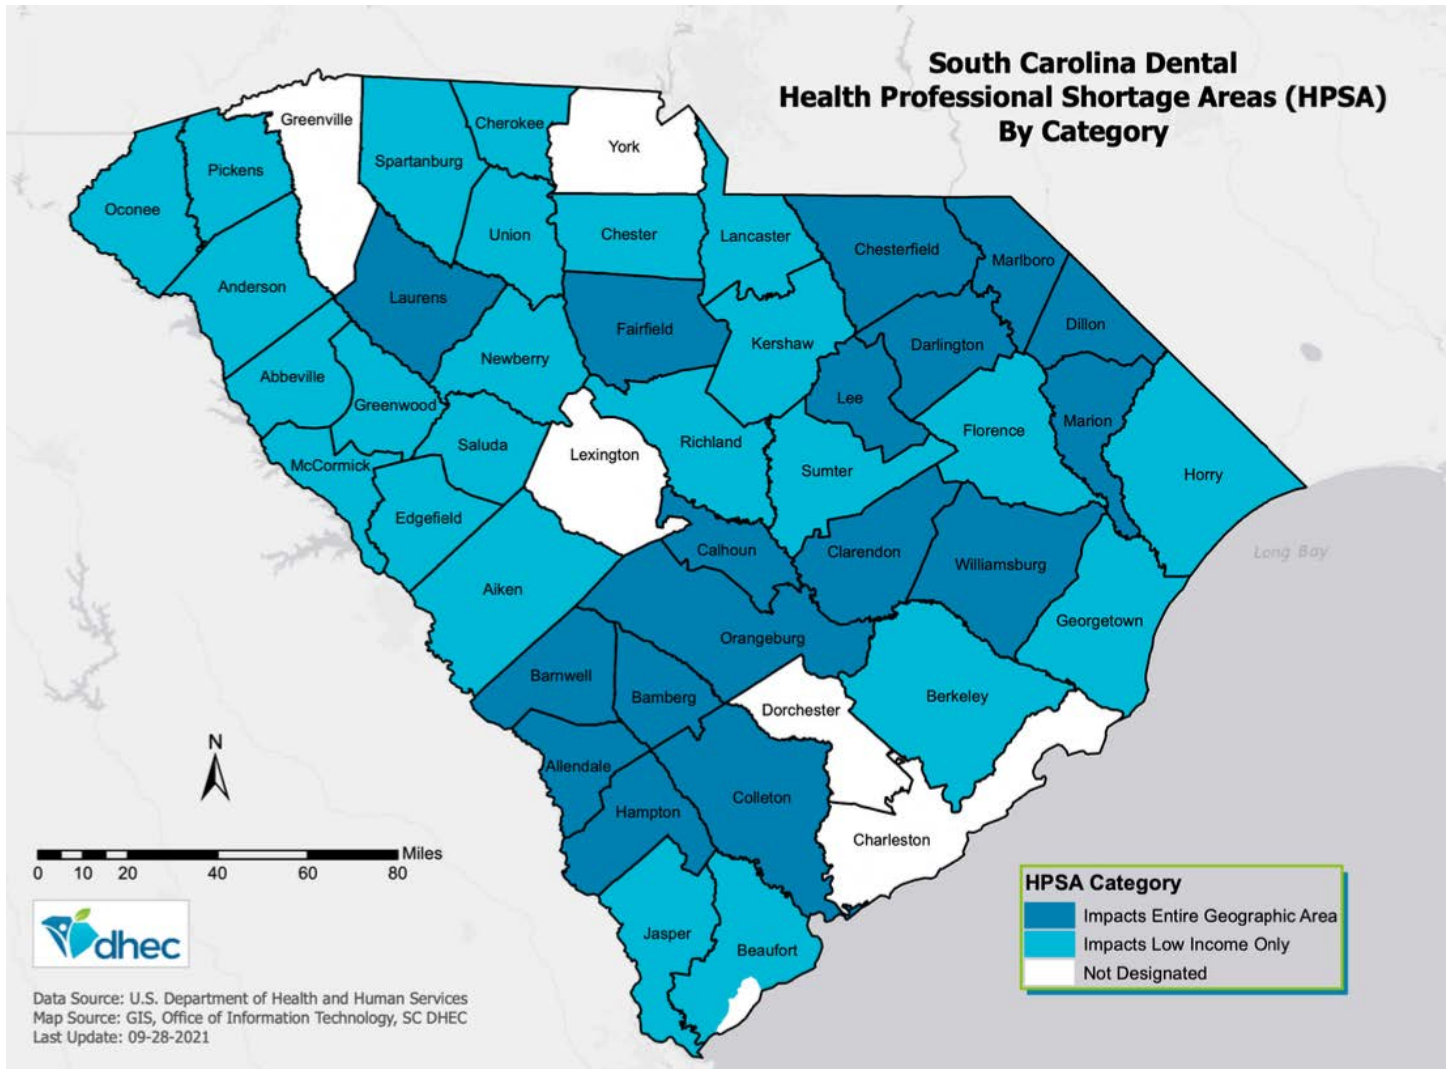 South Carolina Dental
Health Professional Shortage Areas (HPSA)
By Category
Greenville
Cherokee
York
Spartanburg
Pickens
Oconee
Union
Chester
Lancaster
Chesterfield
Marlboro
Anderson
Laurens
Fairfield
Kershaw
Darlington
Dillon
Newberry
Abbeville
Greenwood
Lee
Marion
Florence
Saluda
Lexington
Richland
Sumter
Horry
McCormick
Edgefield
Calhoun
Clarendon
Williamsburg
Long Bay
Aiken
Georgetown
Orangeburg
Barnwell
Bamberg
Berkeley
Dorchester
Allendale
Colleton
Hampton
Charleston
Jasper
Beaufort
N
Miles
0 10 20 40 60 80
dhec
Data Source: U.S. Department of Health and Human Services
Map Source: GIS, Office of Information Technology, SC DHEC
Last Update: 09-28-2021
HPSA Category
Impacts Entire Geographic Area
Impacts Low Income Only
Not Designated